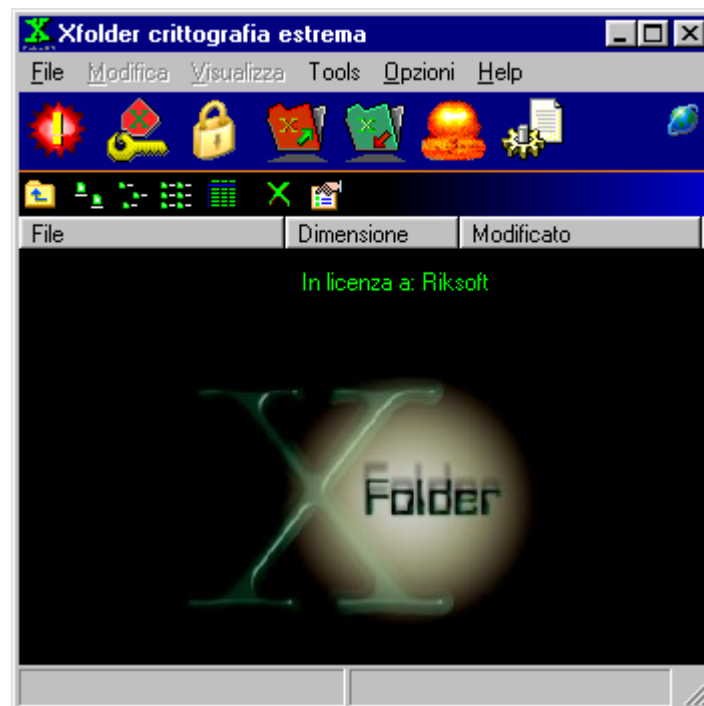 Xfolder crittografia estrema
File Modifica Visualizza Tools Opzioni Help
File Dimensione Modificato
In licenza a: Riksoft
X Folder